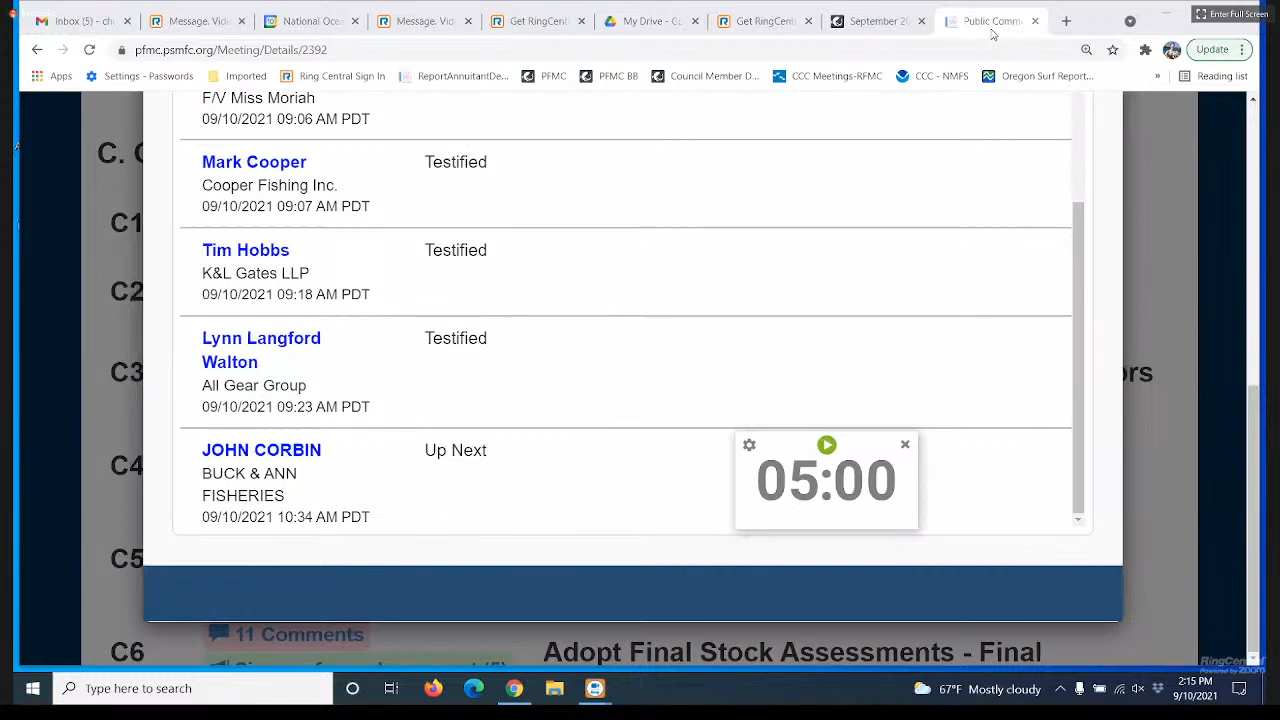 Enter Full Screen
Inbox (5) - ch
Message. Vid
National Oce
Message. Vid
Get RingCen
My Drive - Go
Get RingCent
September 20
Public Comm
pfmc.psmfc.org/Meeting/Details/2392
Update
Apps
Settings - Passwords
Imported
Ring Central Sign In
ReportAnnuitantDe...
PFMC
PFMC BB
Council Member D...
CCC Meetings-RFMC
CCC - NMFS
Oregon Surf Report...
»
Reading list
F/V Miss Moriah
09/10/2021 09:06 AM PDT
Mark Cooper Testified
Cooper Fishing Inc.
09/10/2021 09:07 AM PDT
Tim Hobbs Testified
K&L Gates LLP
09/10/2021 09:18 AM PDT
Lynn Langford Testified
Walton
All Gear Group
09/10/2021 09:23 AM PDT
JOHN CORBIN Up Next
BUCK & ANN
FISHERIES
09/10/2021 10:34 AM PDT
05:00
C.
C1
C2
C3
C4
C5
C6
11 Comments
Adopt Final Stock Assessments - Final
RingCentral
Powered by zoom
Type here to search
67°F Mostly cloudy
2:15 PM
9/10/2021